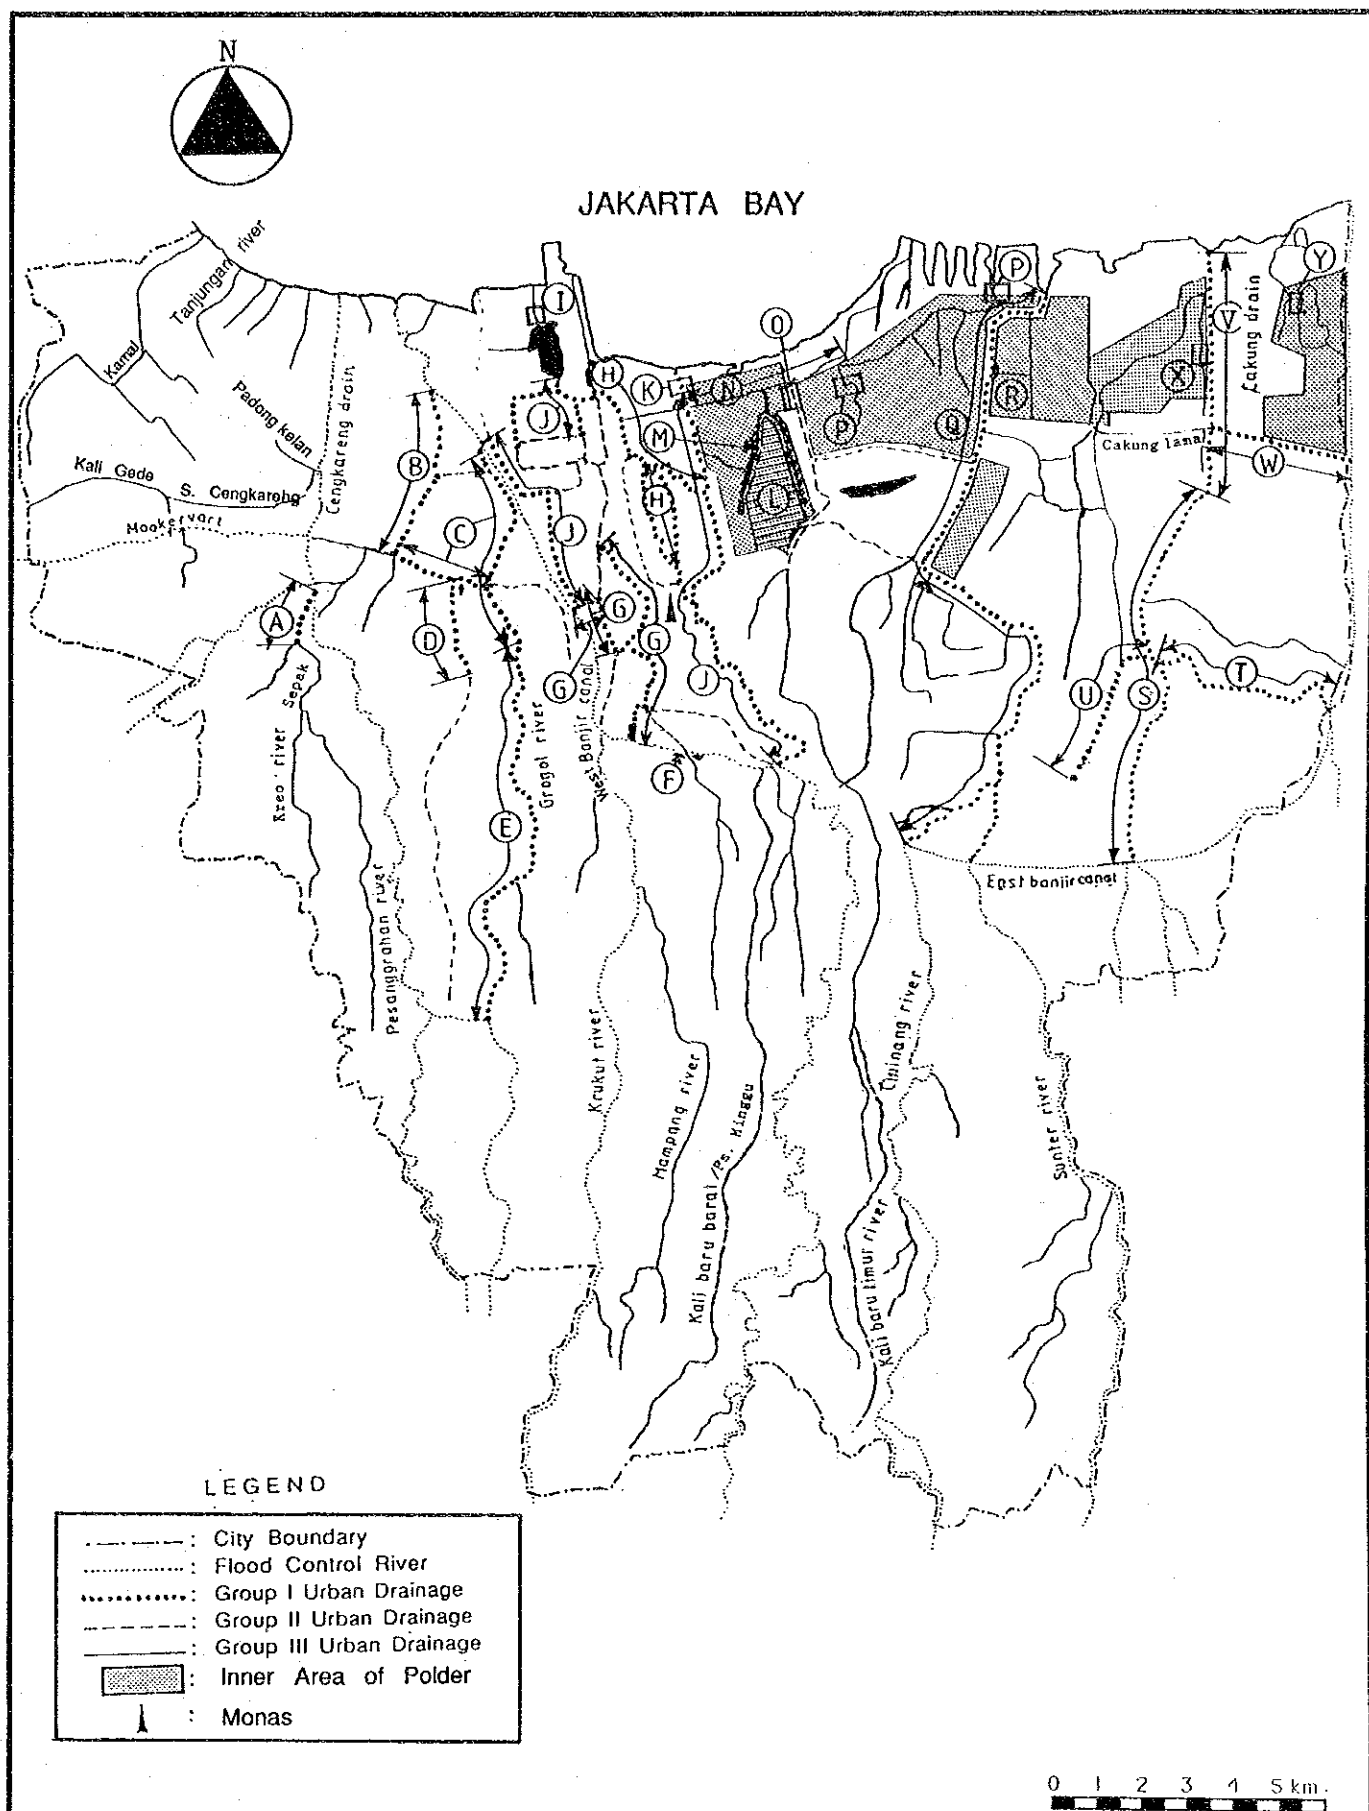 N
JAKARTA BAY
Tanjungan river
Kamal
Padong kelan
Cengkareng drain
Kali Gede
S. Cengkareng
Mookervart
I
P
Y
O
V
Cakung drain
H
K
N
X
J
M
P
R
Q
Cakung lama
B
W
L
H
C
J
A
G
D
G
T
G
J
U
S
Sepak
F
Kreo river
Grogol river
West Banjir canal
E
East banjir canal
Pesanggrahan river
Krukut river
Mampang river
Kali baru barat /Ps. Minggu
Cipinang river
Sunter river
Kali baru timur river
LEGEND
: City Boundary
: Flood Control River
: Group I Urban Drainage
: Group II Urban Drainage
: Group III Urban Drainage
: Inner Area of Polder
: Monas
0 1 2 3 4 5 km.